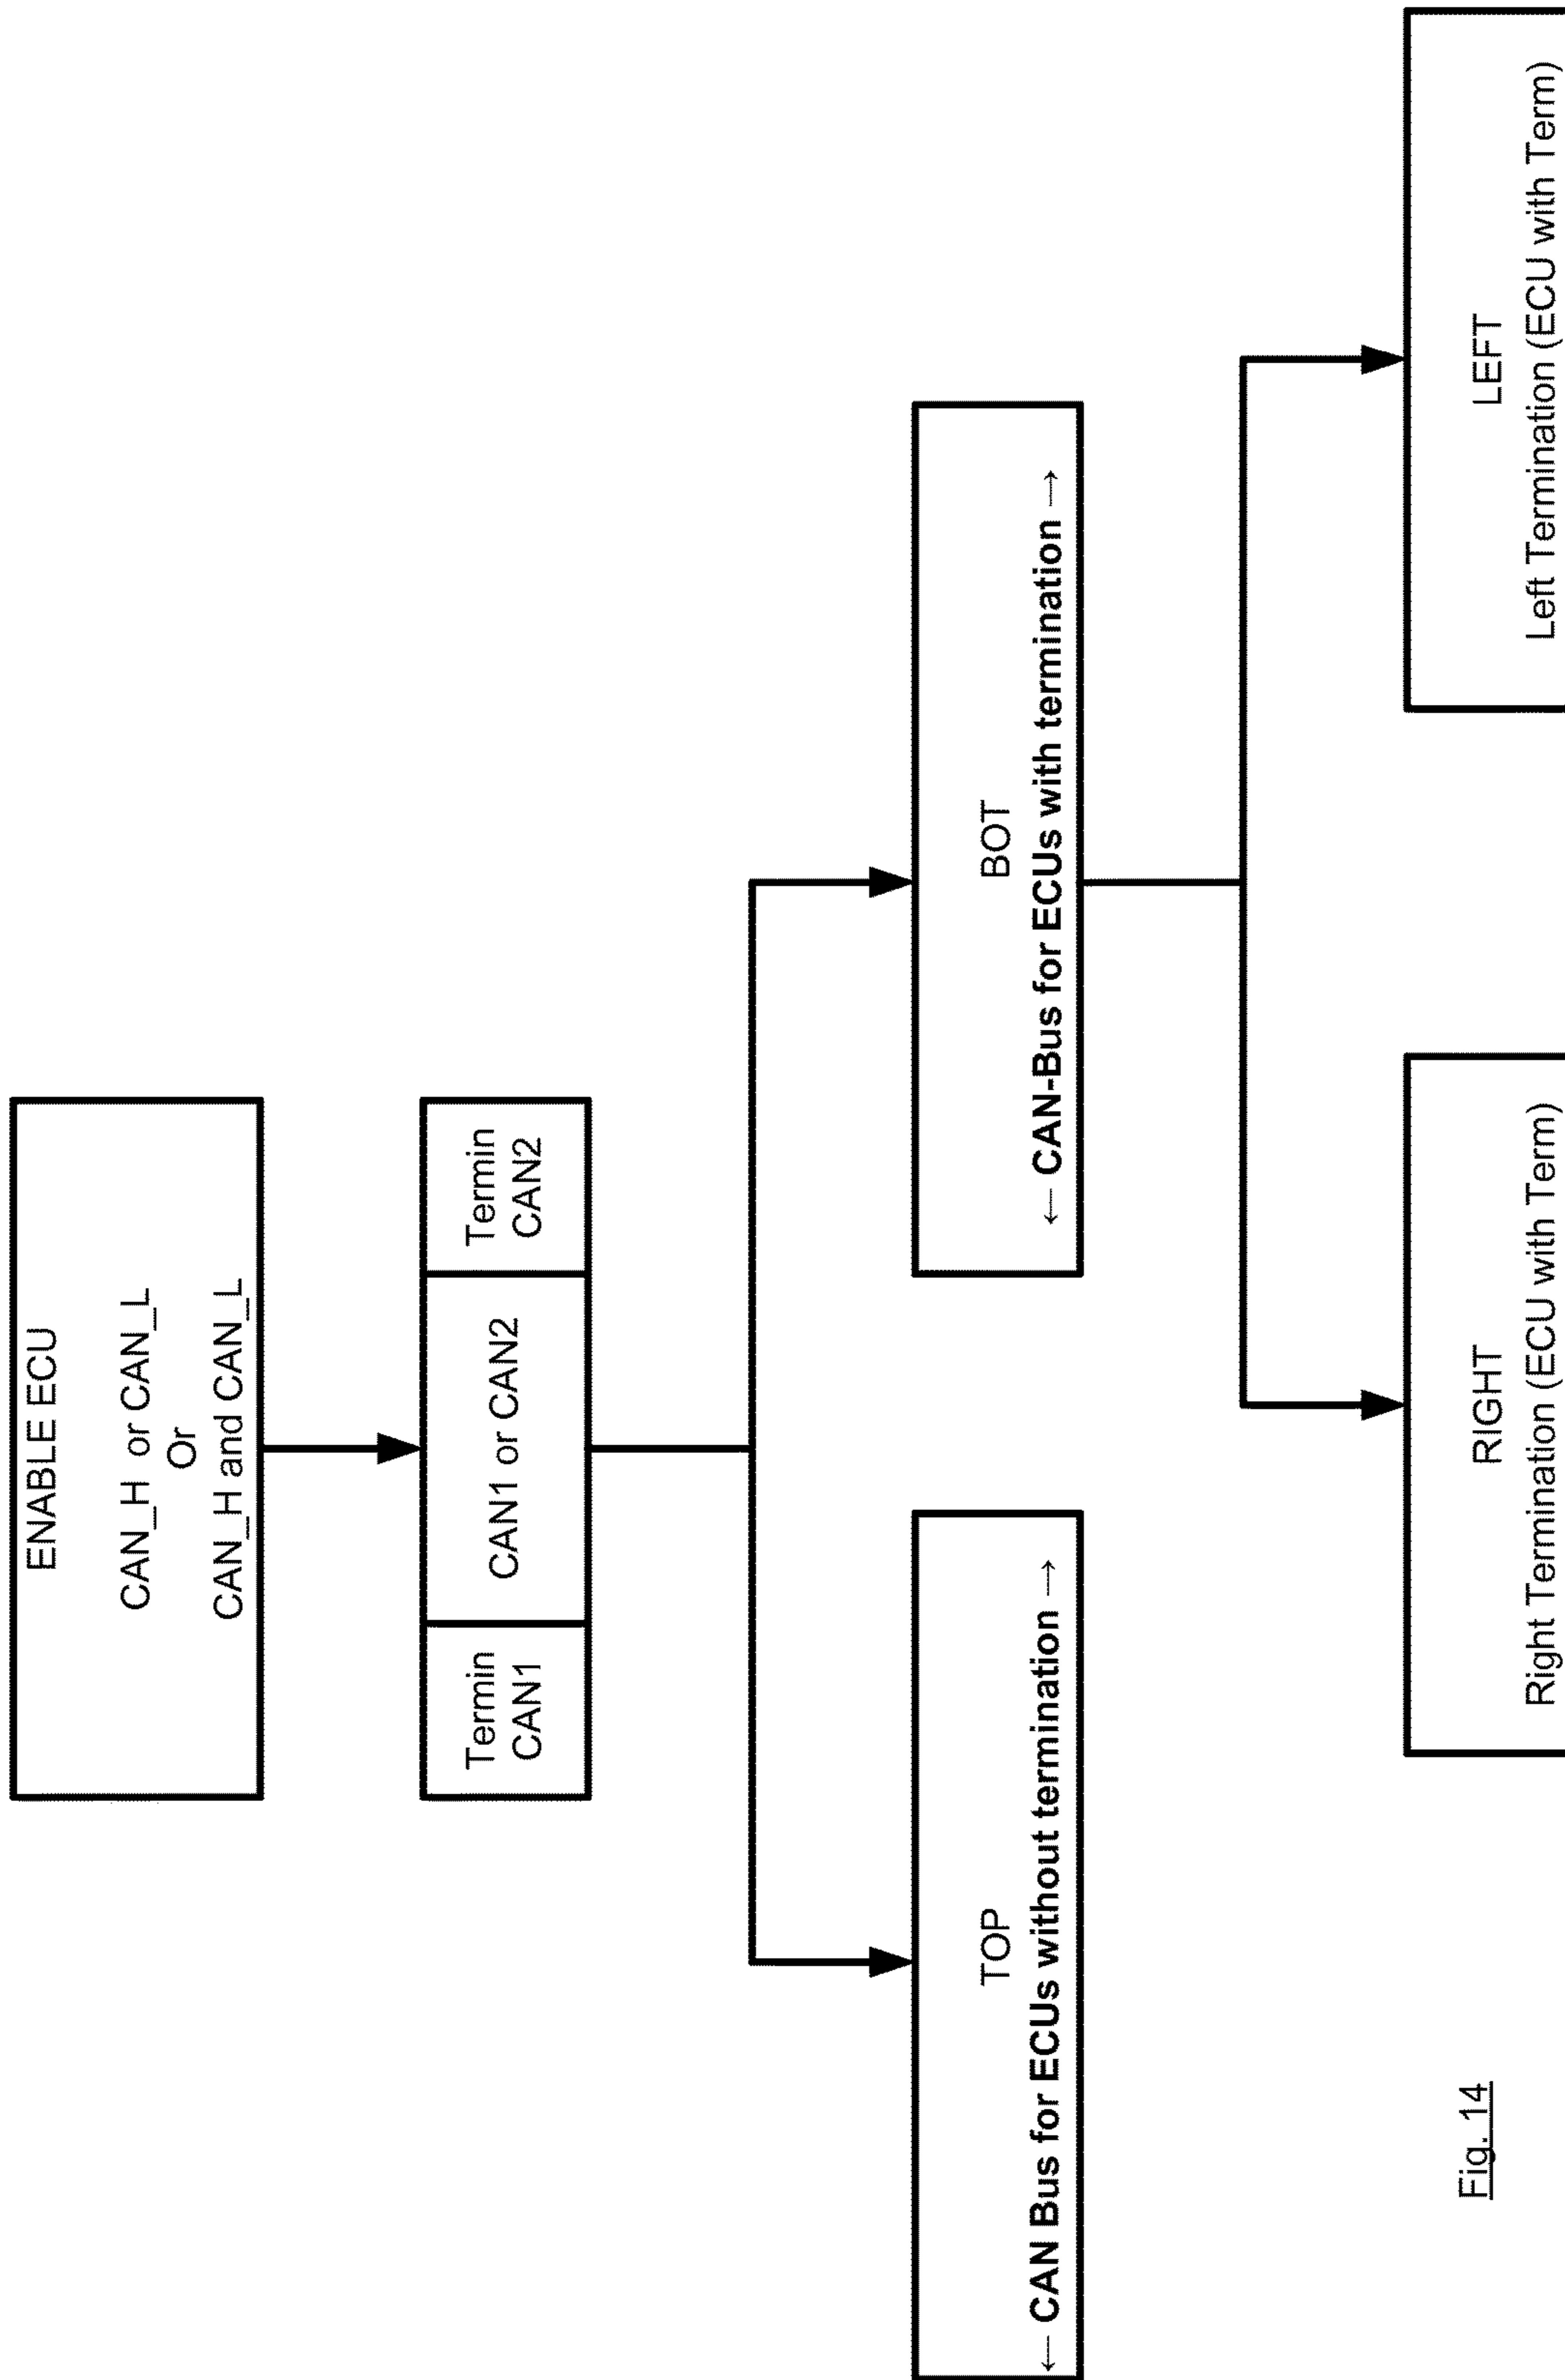 ENABLE ECU
CAN_H or CAN_L
Or
CAN_H and CAN_L
Termin
CAN1
CAN1 or CAN2
Termin
CAN2
TOP
← CAN Bus for ECUs without termination →
BOT
← CAN-Bus for ECUs with termination →
RIGHT
Right Termination (ECU with Term)
LEFT
Left Termination (ECU with Term)
Fig. 14